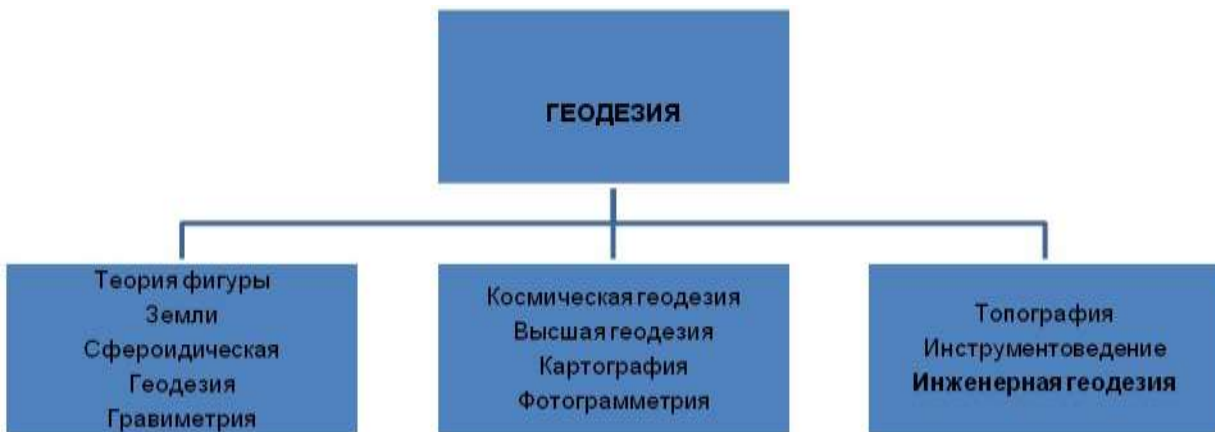 ГЕОДЕЗИЯ
Теория фигуры
Земли
Сфероидическая
Геодезия
Гравиметрия
Космическая геодезия
Высшая геодезия
Картография
Фотограмметрия
Топография
Инструментоведение
Инженерная геодезия